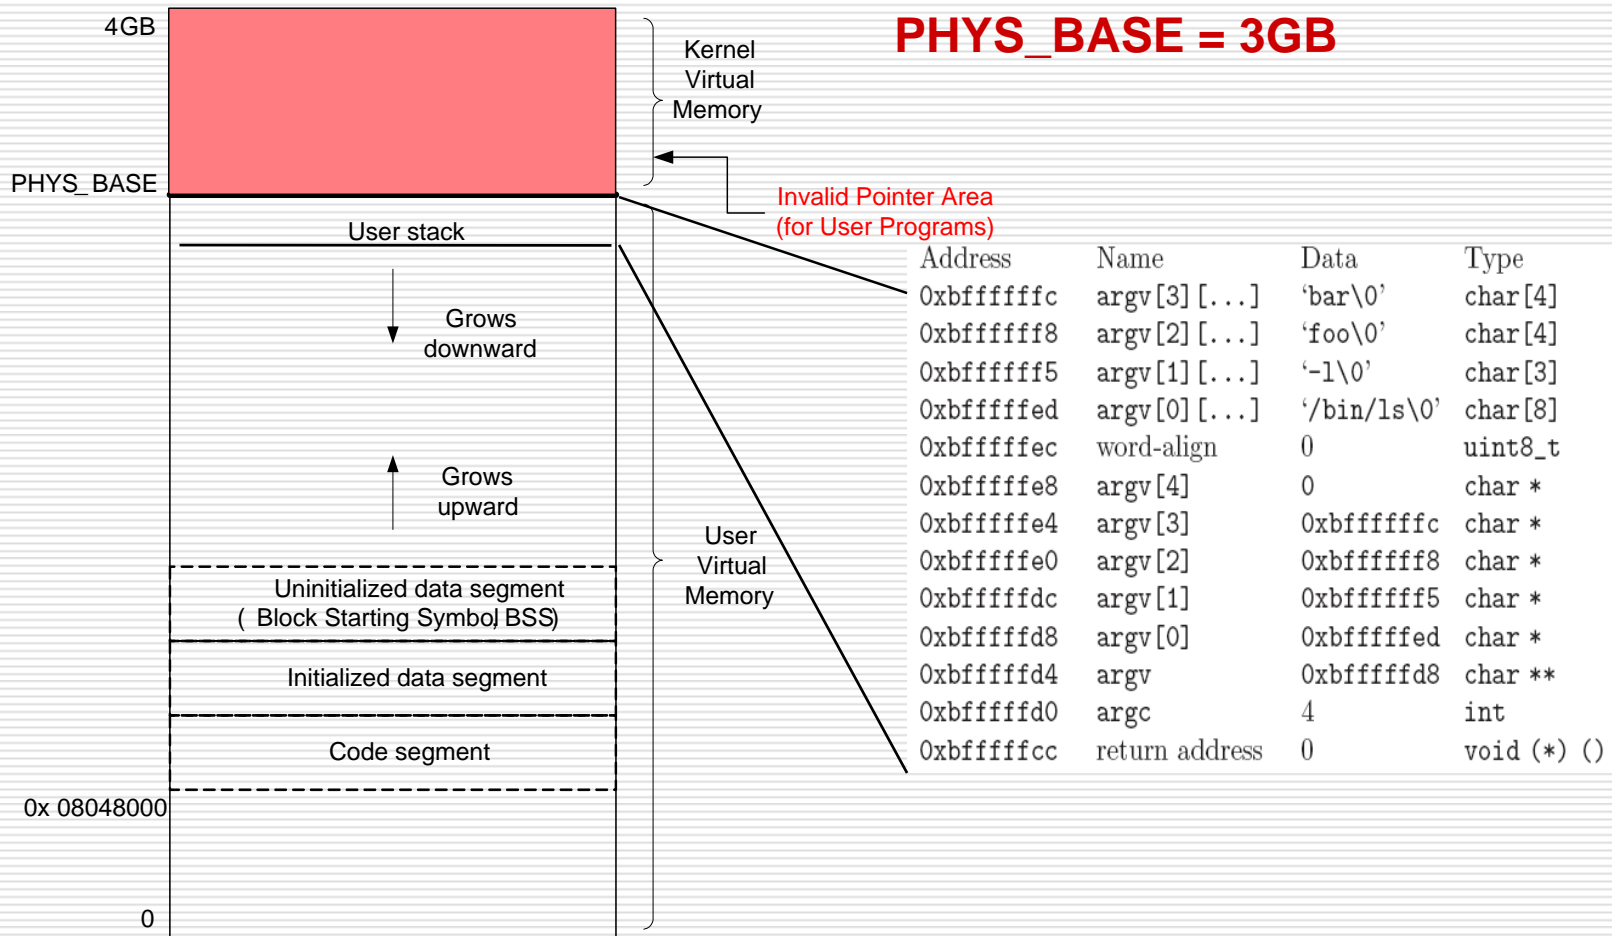 PHYS_BASE = 3GB
4GB
Kernel
Virtual
Memory
PHYS_BASE
Invalid Pointer Area
(for User Programs)
User stack
Grows
downward
Grows
upward
User
Virtual
Memory
Uninitialized data segment
( Block Starting Symbol, BSS)
Initialized data segment
Code segment
0x 08048000
0
Address Name Data Type
0xbffffffc argv[3][...] ‘bar\0’ char[4]
0xbffffff8 argv[2][...] ‘foo\0’ char[4]
0xbffffff5 argv[1][...] ‘-l\0’ char[3]
0xbfffffed argv[0][...] ‘/bin/ls\0’ char[8]
0xbfffffec word-align 0 uint8_t
0xbfffffe8 argv[4] 0 char *
0xbfffffe4 argv[3] 0xbffffffc char *
0xbfffffe0 argv[2] 0xbffffff8 char *
0xbfffffdc argv[1] 0xbffffff5 char *
0xbfffffd8 argv[0] 0xbfffffed char *
0xbfffffd4 argv 0xbfffffd8 char **
0xbfffffd0 argc 4 int
0xbfffffcc return address 0 void (*) ()